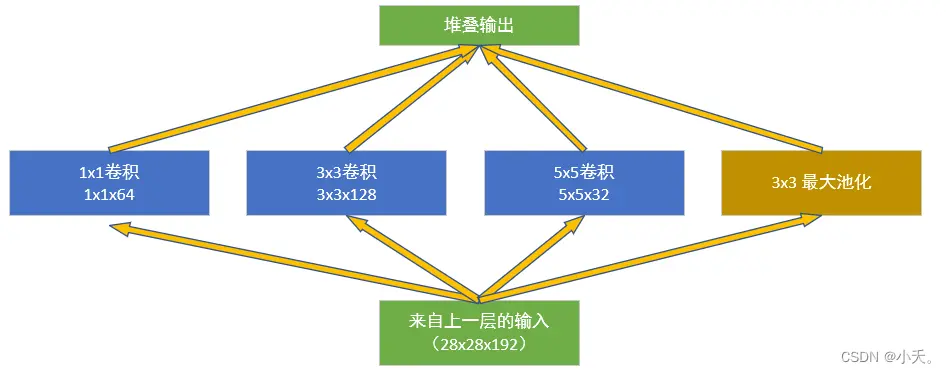 堆叠输出
1x1卷积
1x1x64
3x3卷积
3x3x128
5x5卷积
5x5x32
3x3 最大池化
来自上一层的输入
（28x28x192）
CSDN @小夭。